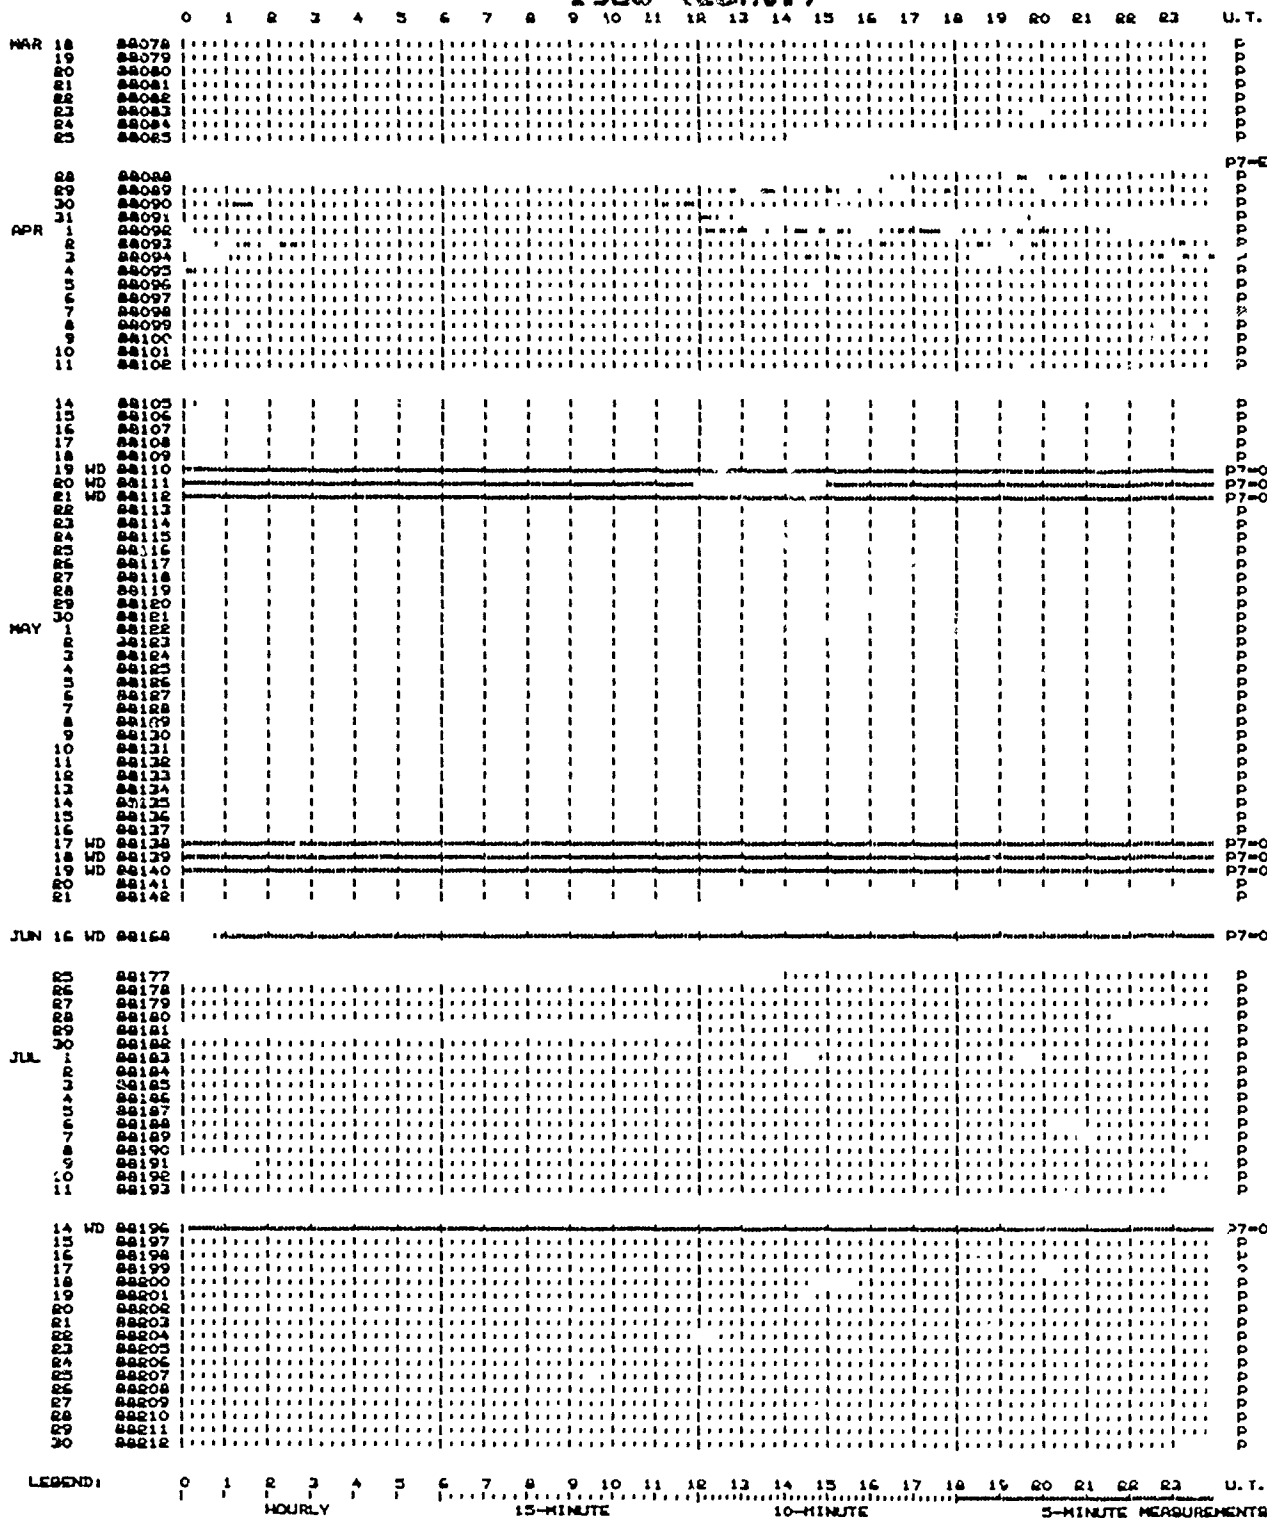 0 1 2 3 4 5 6 7 8 9 10 11 12 13 14 15 16 17 18 19 20 21 22 23 U.T.
MAR 18 88078 P
19 88079 P
20 88080 P
21 88081 P
22 88082 P
23 88083 P
24 88084 P
25 88085 P
P7=E
28 88088 P
29 88089 P
30 88090 P
31 88091 P
APR 1 88092 P
2 88093 P
3 88094
4 88095 P
5 88096 P
6 88097 P
7 88098 P
8 88099 P
9 88100 P
10 88101 P
11 88102 P
14 88105 P
15 88106 P
16 88107 P
17 88108 P
18 88109 P
19 WD 88110 P7=0
20 WD 88111 P7=0
21 WD 88112 P7=0
22 88113 P
23 88114 P
24 88115 P
25 88116 P
26 88117 P
27 88118 P
28 88119 P
29 88120 P
30 88121 P
MAY 1 88122 P
2 88123 P
3 88124 P
4 88125 P
5 88126 P
6 88127 P
7 88128 P
8 88129 P
9 88130 P
10 88131 P
11 88132 P
12 88133 P
13 88134 P
14 88135 P
15 88136 P
16 88137 P
17 WD 88138 P7=0
18 WD 88139 P7=0
19 WD 88140 P7=0
20 88141 P
21 88142 P
JUN 16 WD 88168 P7=0
25 88177 P
26 88178 P
27 88179 P
28 88180 P
29 88181 P
30 88182 P
JUL 1 88183 P
2 88184 P
3 88185 P
4 88186 P
5 88187 P
6 88188 P
7 88189 P
8 88190 P
9 88191 P
10 88192 P
11 88193 P
14 WD 88196 P7=0
15 88197 P
16 88198 P
17 88199
18 88200 P
19 88201 P
20 88202 P
21 88203 P
22 88204 P
23 88205 P
24 88206 P
25 88207 P
26 88208 P
27 88209 P
28 88210 P
29 88211 P
30 88212 P
LEGEND: 0 1 2 3 4 5 6 7 8 9 10 11 12 13 14 15 16 17 18 19 20 21 22 23 U.T.
HOURLY 15-MINUTE 10-MINUTE 5-MINUTE MEASUREMENTS